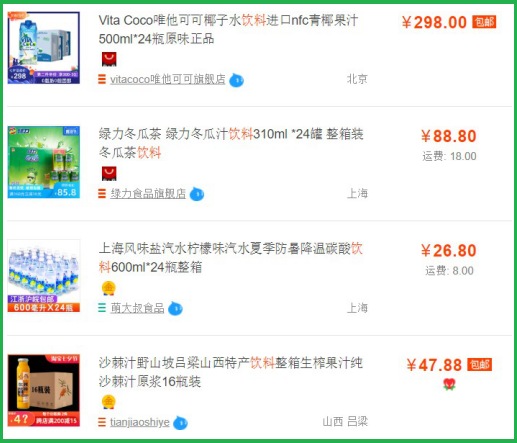 Vita Coco唯他可可椰子水饮料进口nfc青椰果汁
500ml*24瓶原味正品
¥298.00 包邮
298
vitacoco唯他可可旗舰店
北京
绿力冬瓜茶 绿力冬瓜汁饮料310ml *24罐 整箱装
冬瓜茶饮料
¥88.80
运费: 18.00
85.8
绿力食品旗舰店
上海
上海风味盐汽水柠檬味汽水夏季防暑降温碳酸饮
料600ml*24瓶整箱
¥26.80
运费: 8.00
江浙沪皖包邮
600毫升X24瓶
萌大叔食品
上海
沙棘汁野山坡吕梁山西特产饮料整箱生榨果汁纯
沙棘汁原浆16瓶装
¥47.88 包邮
16瓶装
4?
跨店满200减15
tianjiaoshiye
山西 吕梁